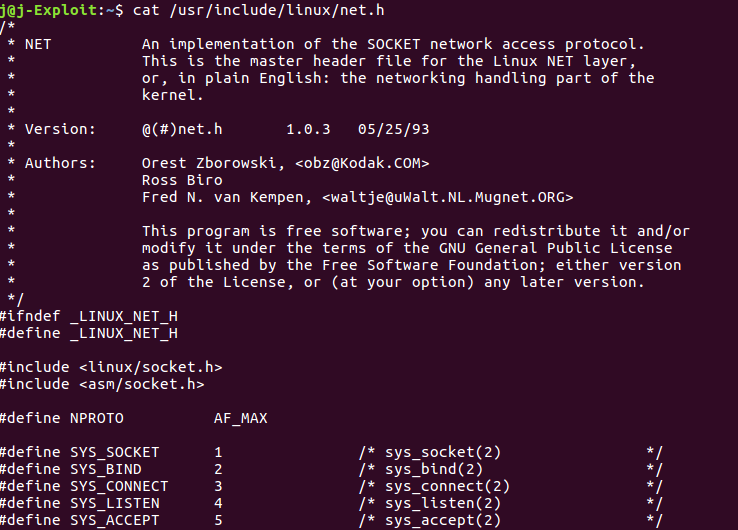 j@j-Exploit:~$ cat /usr/include/linux/net.h
/*
 * NET           An implementation of the SOCKET network access protocol.
 *               This is the master header file for the Linux NET layer,
 *               or, in plain English: the networking handling part of the
 *               kernel.
 *
 * Version:      @(#)net.h        1.0.3   05/25/93
 *
 * Authors:      Orest Zborowski, <obz@Kodak.COM>
 *               Ross Biro
 *               Fred N. van Kempen, <waltje@uWalt.NL.Mugnet.ORG>
 *
 *               This program is free software; you can redistribute it and/or
 *               modify it under the terms of the GNU General Public License
 *               as published by the Free Software Foundation; either version
 *               2 of the License, or (at your option) any later version.
 */
#ifndef _LINUX_NET_H
#define _LINUX_NET_H

#include <linux/socket.h>
#include <asm/socket.h>

#define NPROTO          AF_MAX

#define SYS_SOCKET      1               /* sys_socket(2)                */
#define SYS_BIND        2               /* sys_bind(2)                  */
#define SYS_CONNECT     3               /* sys_connect(2)               */
#define SYS_LISTEN      4               /* sys_listen(2)                */
#define SYS_ACCEPT      5               /* sys_accept(2)                */